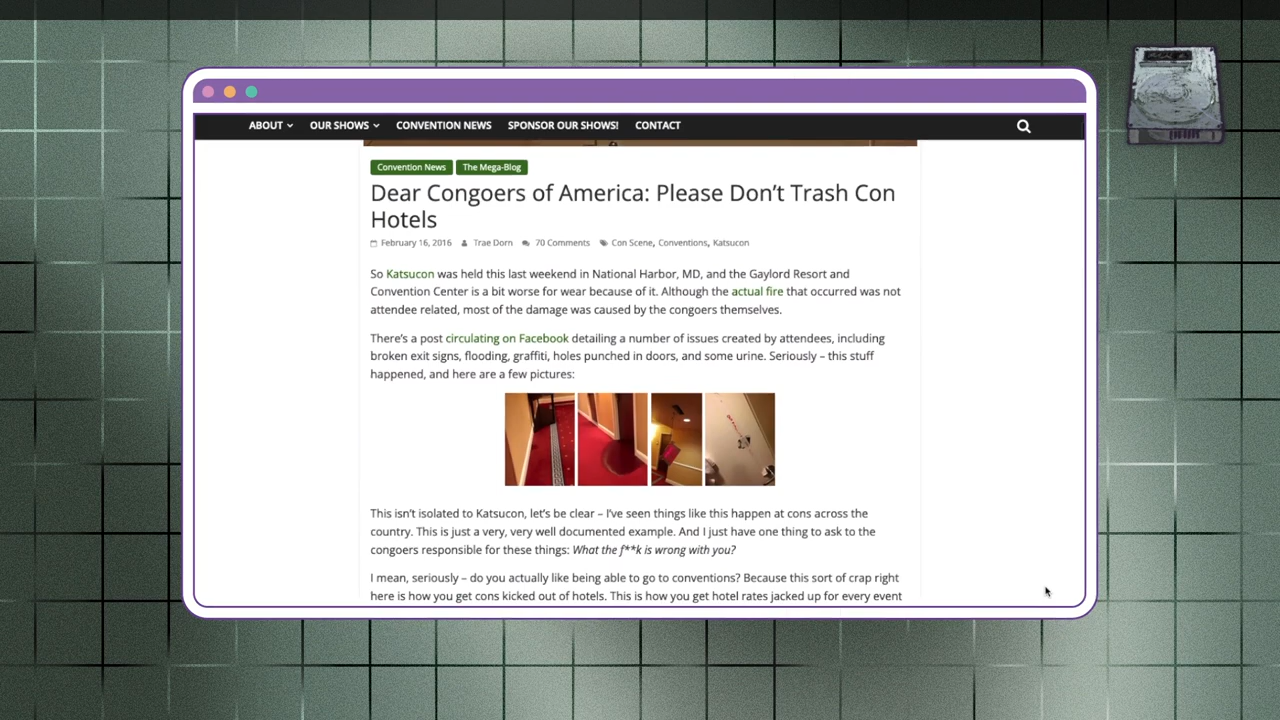 ABOUT OUR SHOWS CONVENTION NEWS SPONSOR OUR SHOWS! CONTACT
Convention News The Mega-Blog
Dear Congoers of America: Please Don’t Trash Con
Hotels
February 16, 2016 Trae Dorn 70 Comments Con Scene, Conventions, Katsucon
So Katsucon was held this last weekend in National Harbor, MD, and the Gaylord Resort and
Convention Center is a bit worse for wear because of it. Although the actual fire that occurred was not
attendee related, most of the damage was caused by the congoers themselves.
There’s a post circulating on Facebook detailing a number of issues created by attendees, including
broken exit signs, flooding, graffiti, holes punched in doors, and some urine. Seriously – this stuff
happened, and here are a few pictures:
This isn’t isolated to Katsucon, let’s be clear – I’ve seen things like this happen at cons across the
country. This is just a very, very well documented example. And I just have one thing to ask to the
congoers responsible for these things: What the f**k is wrong with you?
I mean, seriously – do you actually like being able to go to conventions? Because this sort of crap right
here is how you get cons kicked out of hotels. This is how you get hotel rates jacked up for every event